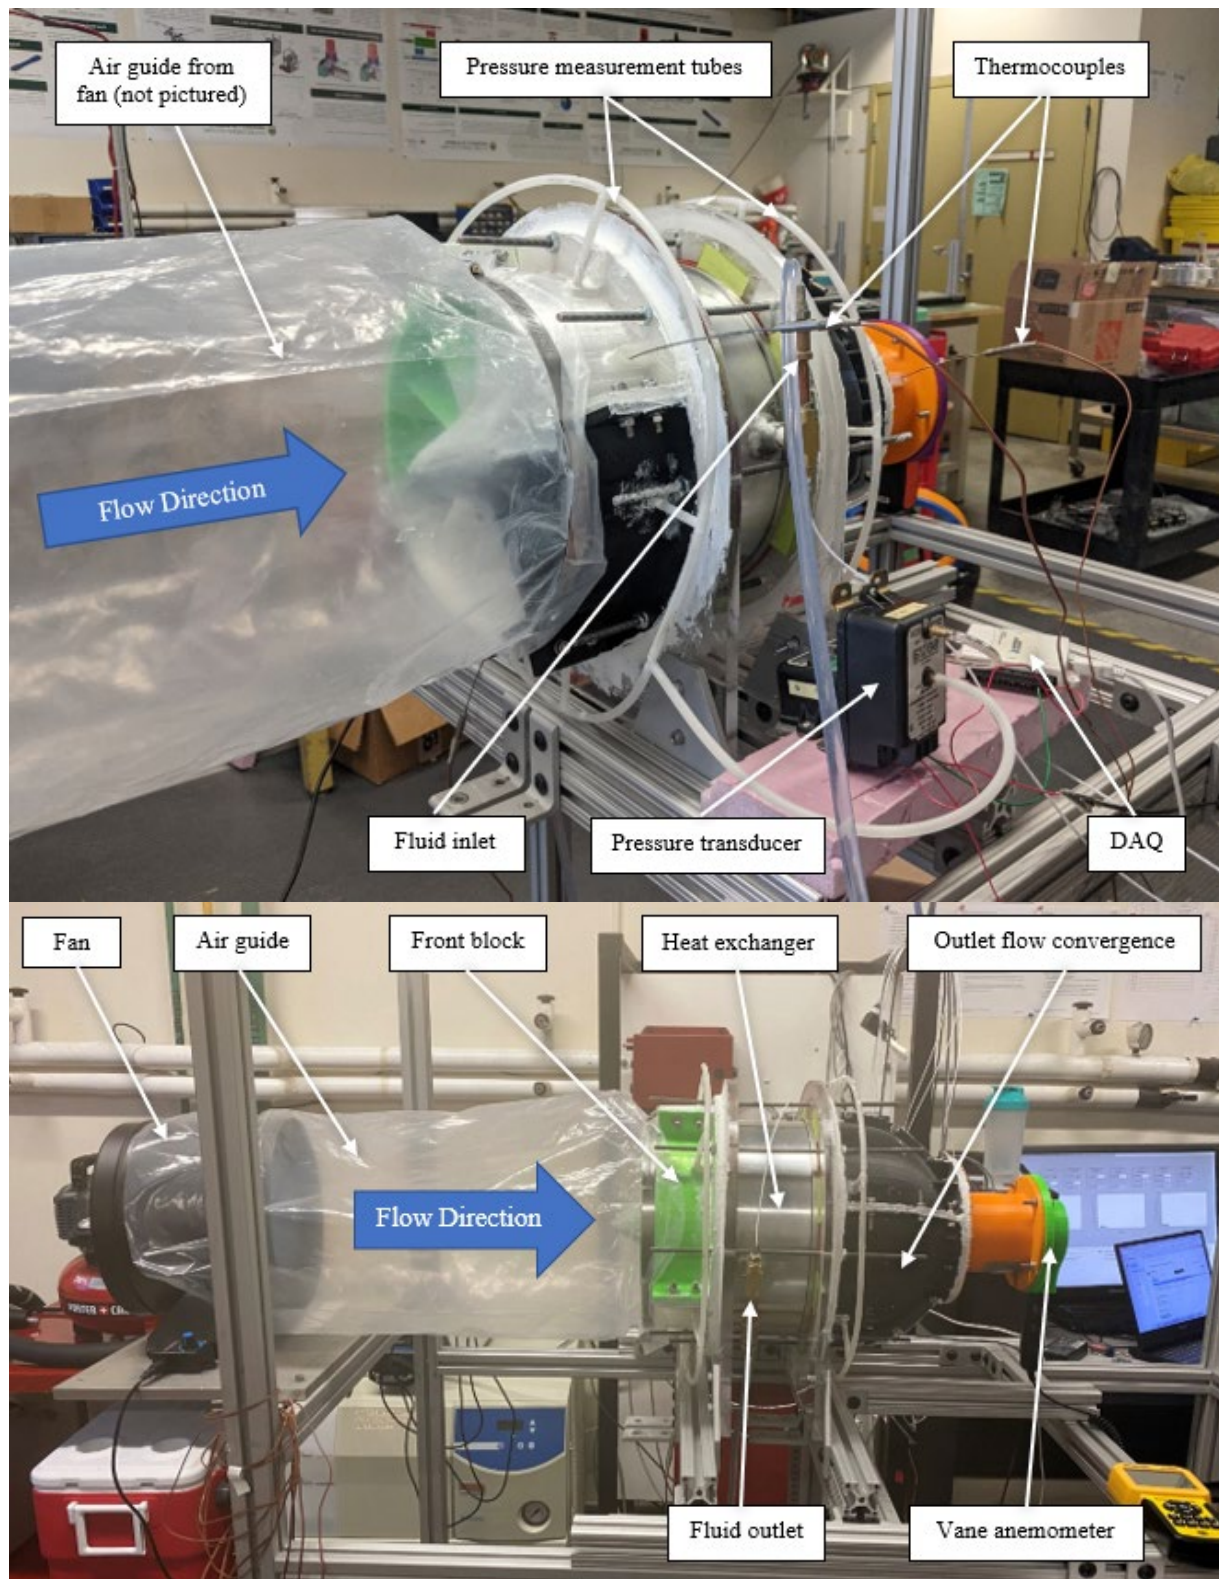 Air guide from
fan (not pictured)
Pressure measurement tubes
Thermocouples
Flow Direction
Fluid inlet
Pressure transducer
DAQ
Fan
Air guide
Front block
Heat exchanger
Outlet flow convergence
Flow Direction
Fluid outlet
Vane anemometer